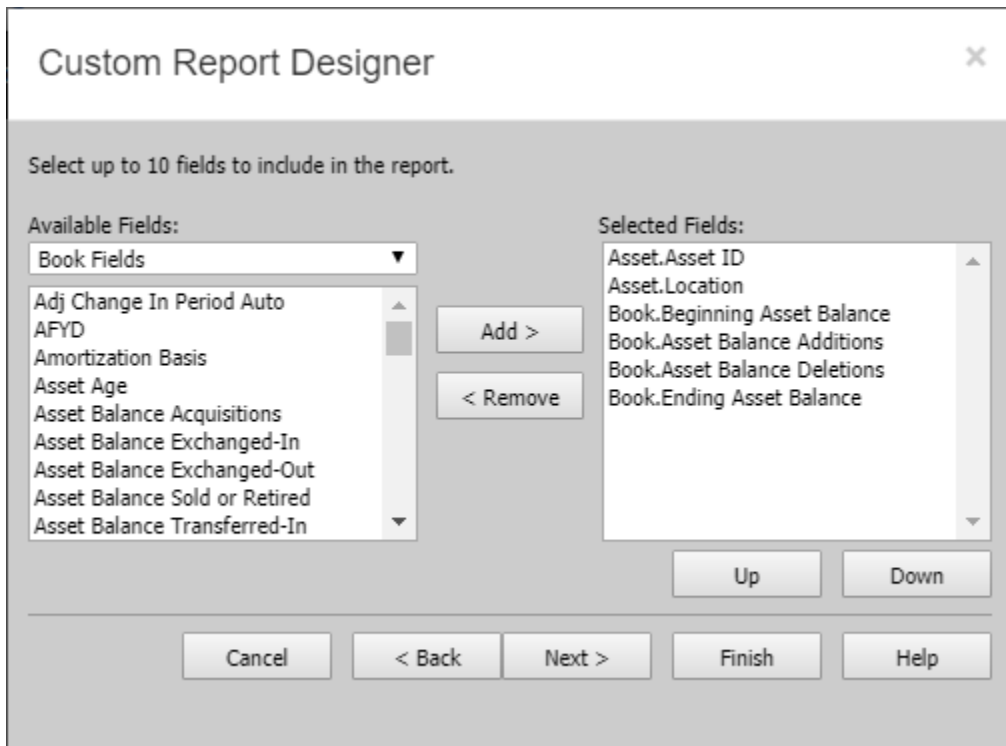 Custom Report Designer
×
Select up to 10 fields to include in the report.
Available Fields:
Book Fields
Adj Change In Period Auto
AFYD
Amortization Basis
Asset Age
Asset Balance Acquisitions
Asset Balance Exchanged-In
Asset Balance Exchanged-Out
Asset Balance Sold or Retired
Asset Balance Transferred-In
Add >
< Remove
Selected Fields:
Asset.Asset ID
Asset.Location
Book.Beginning Asset Balance
Book.Asset Balance Additions
Book.Asset Balance Deletions
Book.Ending Asset Balance
Up
Down
Cancel
< Back
Next >
Finish
Help